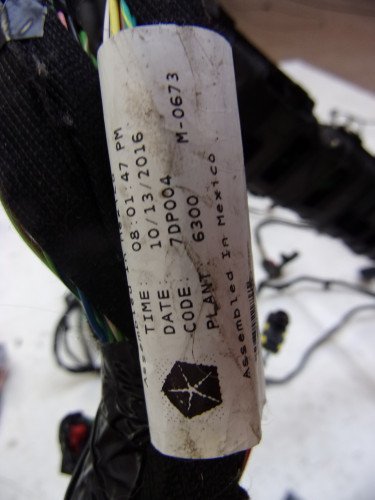 TIME: 08:01:47 PM
DATE: 10/13/2016
CODE: 7DP004 M-0673
PLANT: 6300
Assembled In Mexico